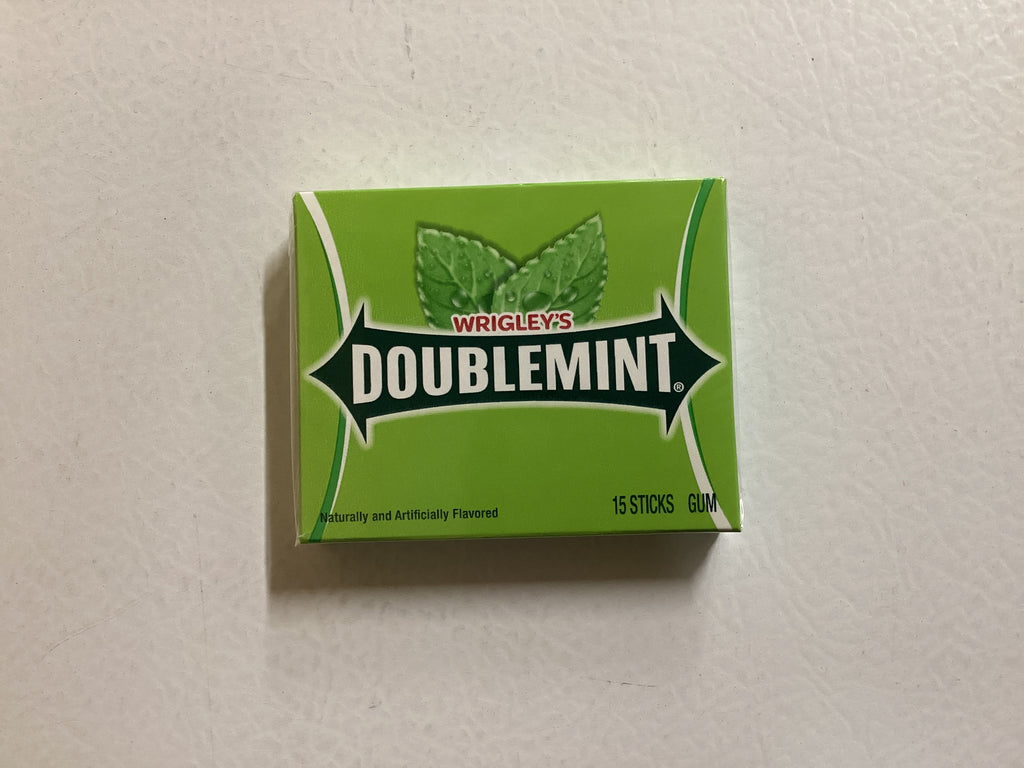 WRIGLEY'S
DOUBLEMINT®
Naturally and Artificially Flavored
15 STICKS GUM